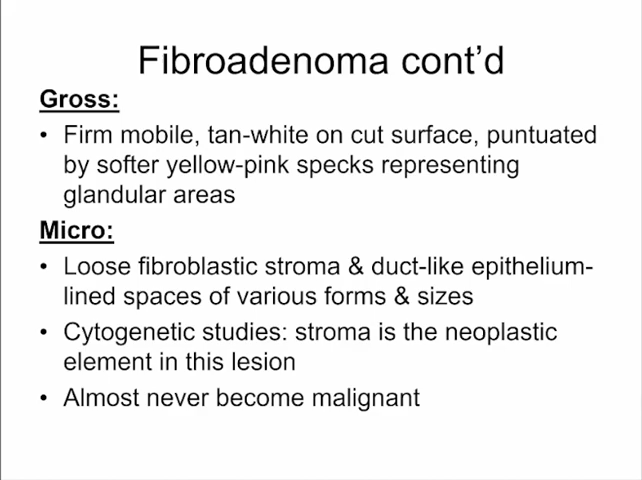 Fibroadenoma cont’d
Gross:
• Firm mobile, tan-white on cut surface, puntuated
by softer yellow-pink specks representing
glandular areas
Micro:
• Loose fibroblastic stroma & duct-like epithelium-
lined spaces of various forms & sizes
• Cytogenetic studies: stroma is the neoplastic
element in this lesion
• Almost never become malignant